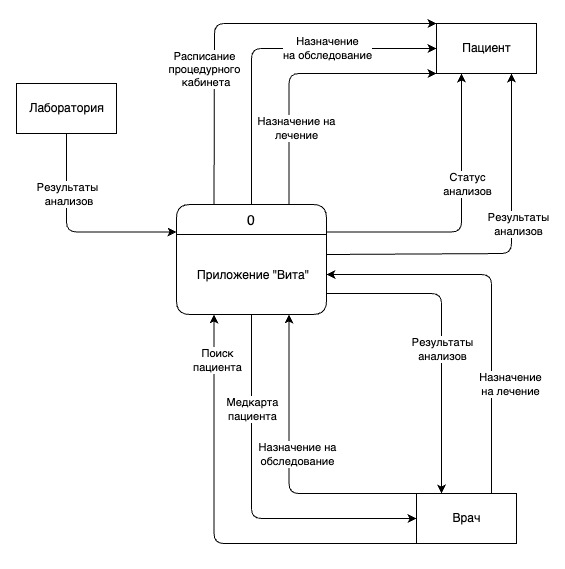 Расписание
процедурного
кабинета
Назначение
на обследование
Пациент
Лаборатория
Назначение на
лечение
Результаты
анализов
Статус
анализов
Результаты
анализов
0
Приложение "Вита"
Поиск
пациента
Результаты
анализов
Назначение
на лечение
Медкарта
пациента
Назначение на
обследование
Врач